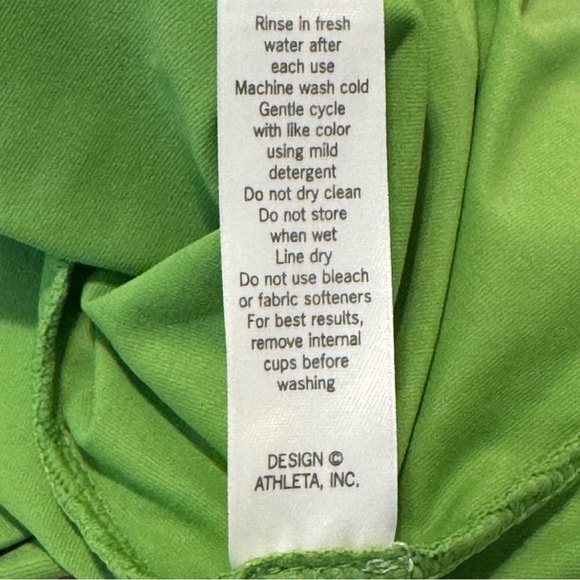 Rinse in fresh
water after
each use
Machine wash cold
Gentle cycle
with like color
using mild
detergent
Do not dry clean
Do not store
when wet
Line dry
Do not use bleach
or fabric softeners
For best results,
remove internal
cups before
washing
DESIGN ©
ATHLETA, INC.